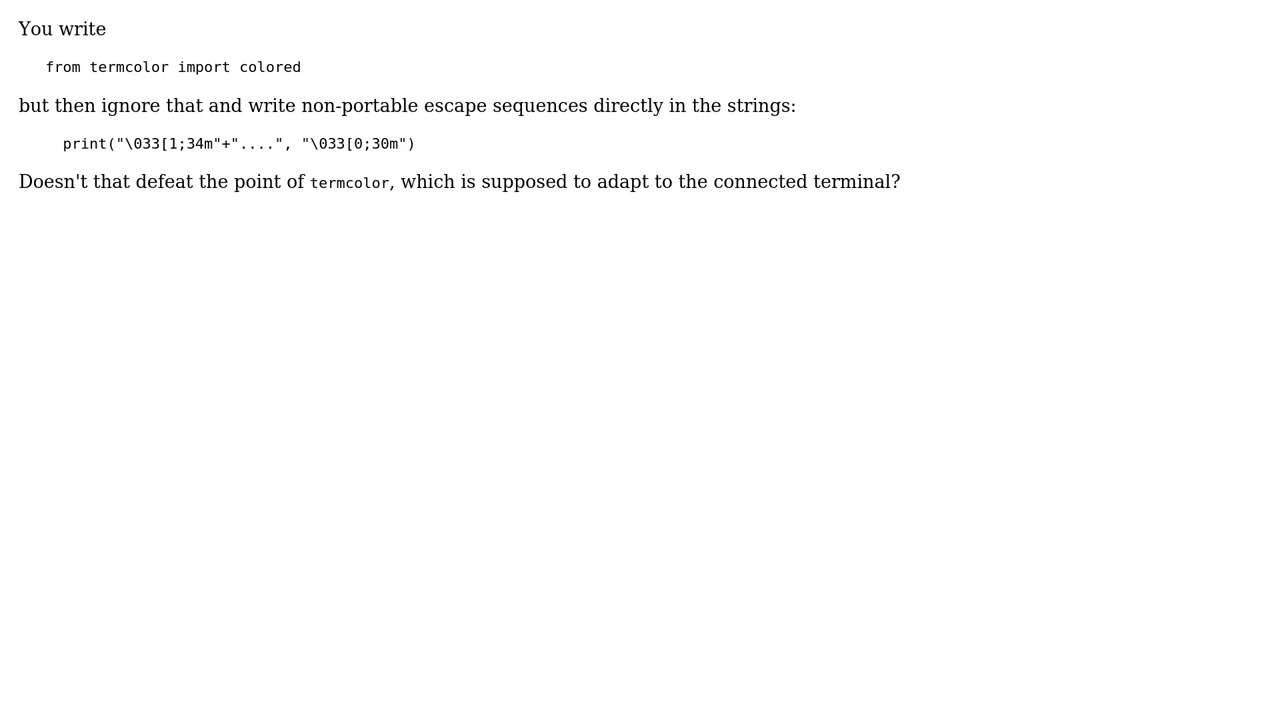 You write
from termcolor import colored
but then ignore that and write non-portable escape sequences directly in the strings:
print("\033[1;34m"+"....", "\033[0;30m")
Doesn't that defeat the point of termcolor, which is supposed to adapt to the connected terminal?